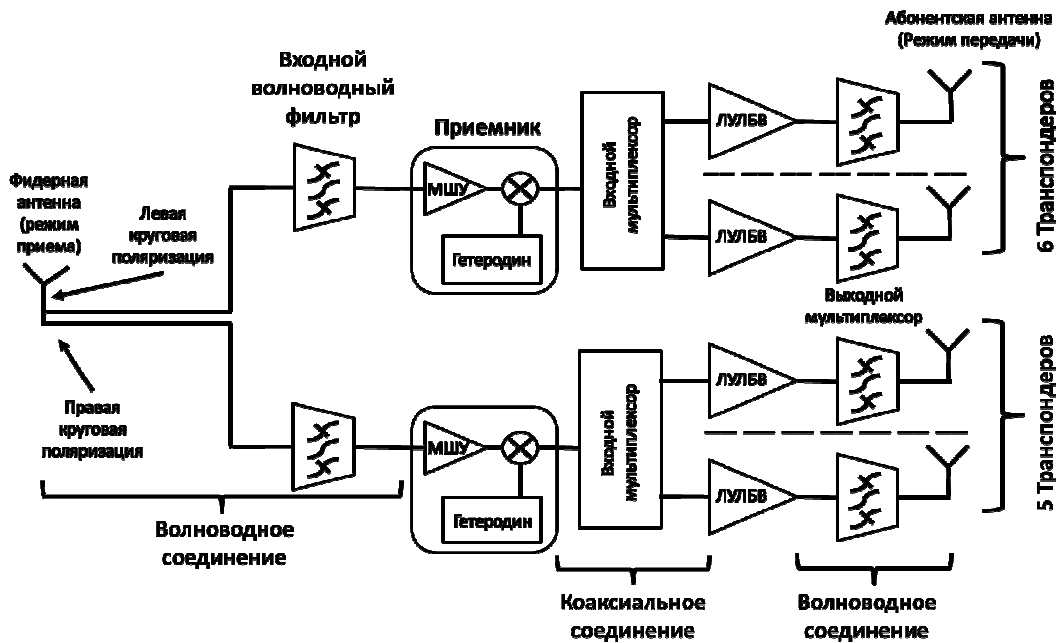 Абонентская антенна
(Режим передачи)
Входной
волноводный
фильтр
Приемник
ЛУЛБВ
6 Транспондеров
Фидерная
антенна
(режим
приема)
Левая
круговая
поляризация
МШУ
Входной
мультиплексор
Гетеродин
ЛУЛБВ
Выходной
мультиплексор
ЛУЛБВ
5 Транспондеров
Правая
круговая
поляризация
МШУ
Входной
мультиплексор
Гетеродин
ЛУЛБВ
Волноводное
соединение
Коаксиальное
соединение
Волноводное
соединение